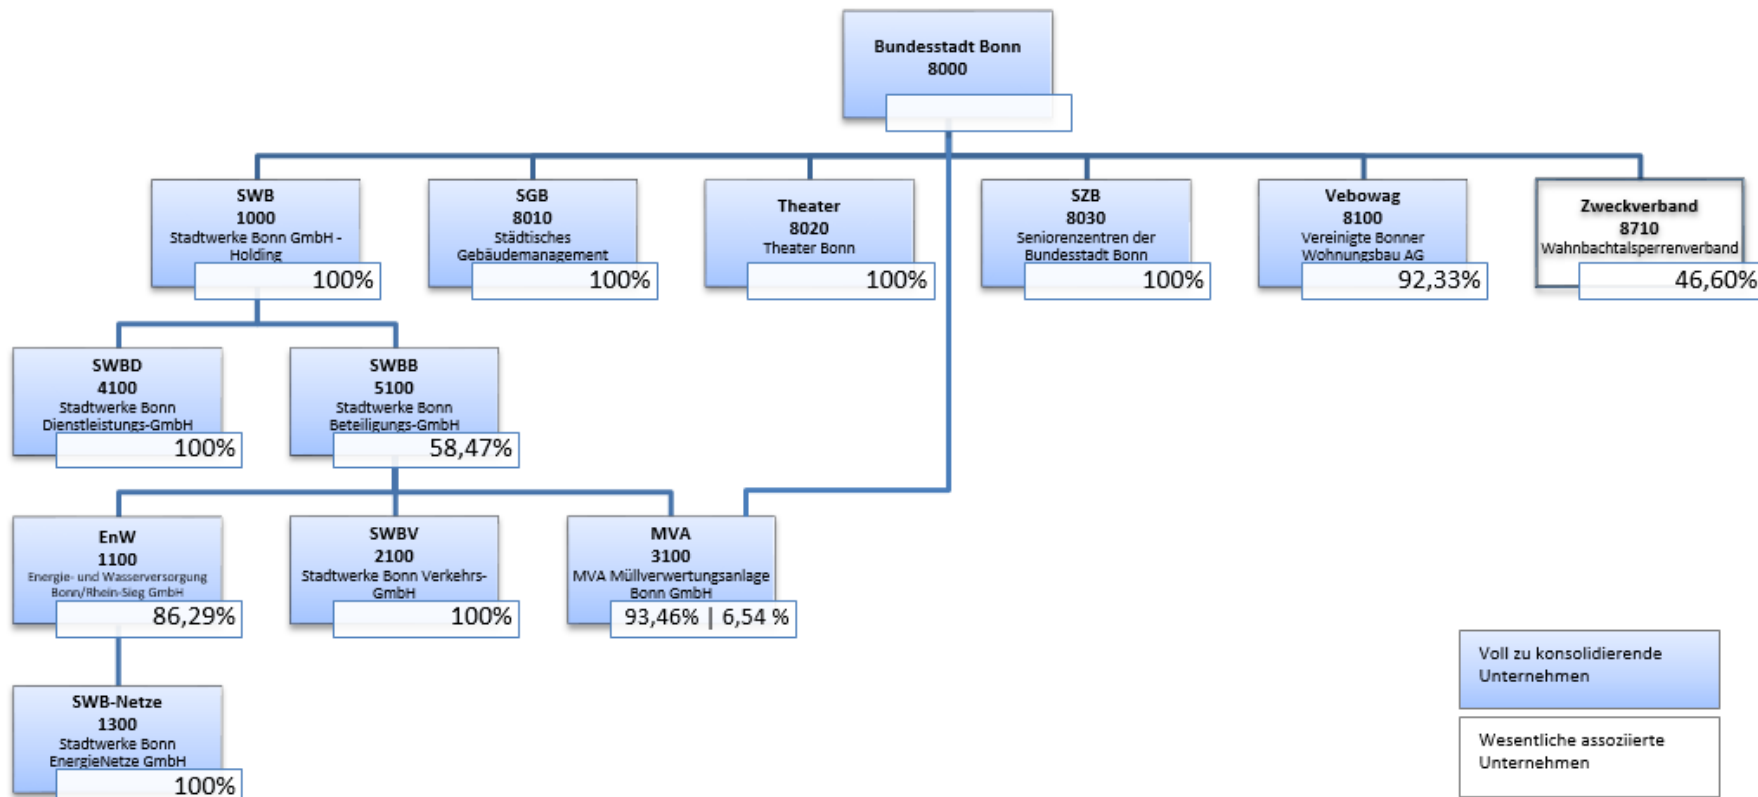 Bundesstadt Bonn
8000
SWB
1000
Stadtwerke Bonn GmbH -
Holding
100%
SGB
8010
Städtisches
Gebäudemanagement
100%
Theater
8020
Theater Bonn
100%
SZB
8030
Seniorenzentren der
Bundesstadt Bonn
100%
Vebowag
8100
Vereinigte Bonner
Wohnungsbau AG
92,33%
Zweckverband
8710
Wahnbachtalsperrenverband
46,60%
SWBD
4100
Stadtwerke Bonn
Dienstleistungs-GmbH
100%
SWBB
5100
Stadtwerke Bonn
Beteiligungs-GmbH
58,47%
EnW
1100
Energie- und Wasserversorgung
Bonn/Rhein-Sieg GmbH
86,29%
SWBV
2100
Stadtwerke Bonn Verkehrs-
GmbH
100%
MVA
3100
MVA Müllverwertungsanlage
Bonn GmbH
93,46% | 6,54 %
SWB-Netze
1300
Stadtwerke Bonn
EnergieNetze GmbH
100%
Voll zu konsolidierende
Unternehmen
Wesentliche assoziierte
Unternehmen